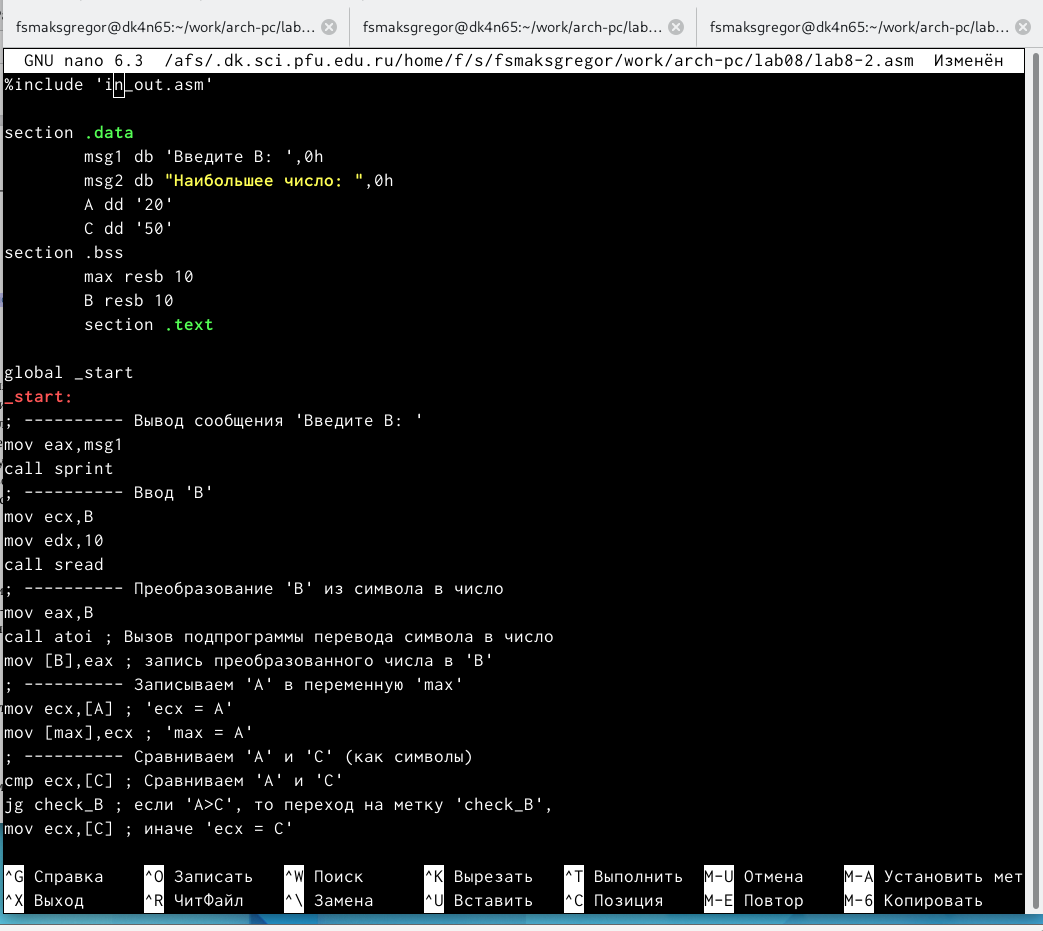 fsmaksgregor@dk4n65:~/work/arch-pc/lab... fsmaksgregor@dk4n65:~/work/arch-pc/lab... fsmaksgregor@dk4n65:~/work/arch-pc/lab...
GNU nano 6.3 /afs/.dk.sci.pfu.edu.ru/home/f/s/fsmaksgregor/work/arch-pc/lab08/lab8-2.asm Изменён
%include 'in_out.asm'
section .data
msg1 db 'Введите B: ',0h
msg2 db "Наибольшее число: ",0h
A dd '20'
C dd '50'
section .bss
max resb 10
B resb 10
section .text
global _start
_start:
; ---------- Вывод сообщения 'Введите B: '
mov eax,msg1
call sprint
; ---------- Ввод 'B'
mov ecx,B
mov edx,10
call sread
; ---------- Преобразование 'B' из символа в число
mov eax,B
call atoi ; Вызов подпрограммы перевода символа в число
mov [B],eax ; запись преобразованного числа в 'B'
; ---------- Записываем 'A' в переменную 'max'
mov ecx,[A] ; 'ecx = A'
mov [max],ecx ; 'max = A'
; ---------- Сравниваем 'A' и 'С' (как символы)
cmp ecx,[C] ; Сравниваем 'A' и 'С'
jg check_B ; если 'A>C', то переход на метку 'check_B',
mov ecx,[C] ; иначе 'ecx = C'
^G Справка ^O Записать ^W Поиск ^K Вырезать ^T Выполнить M-U Отмена M-A Установить мет
^X Выход ^R ЧитФайл ^\ Замена ^U Вставить ^C Позиция M-E Повтор M-6 Копировать